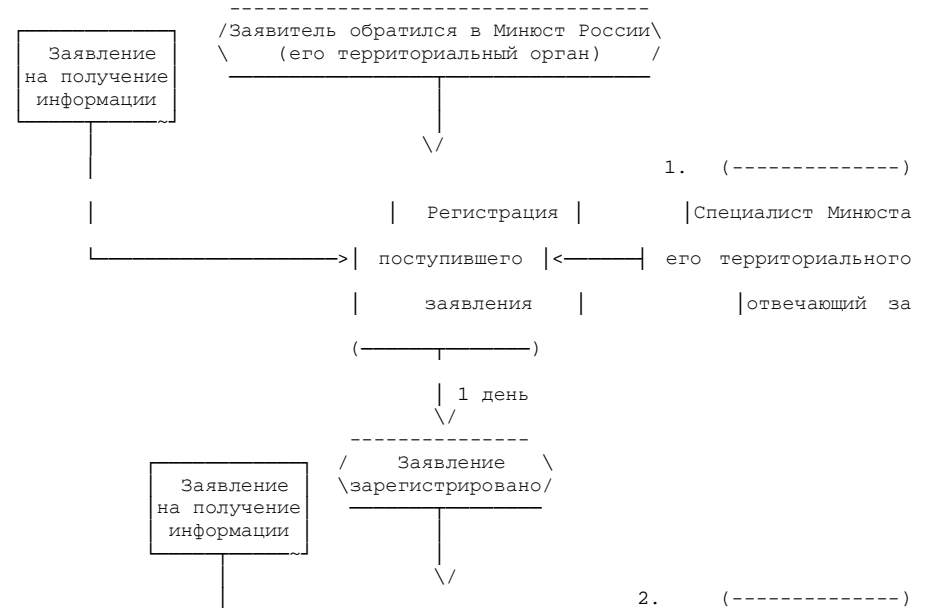 Заявитель обратился в Минюст России
(его территориальный орган)
Заявление
на получение
информации
1.
Регистрация
Специалист Минюста
поступившего
его территориального
заявления
отвечающий за
1 день
Заявление
зарегистрировано
Заявление
на получение
информации
2.